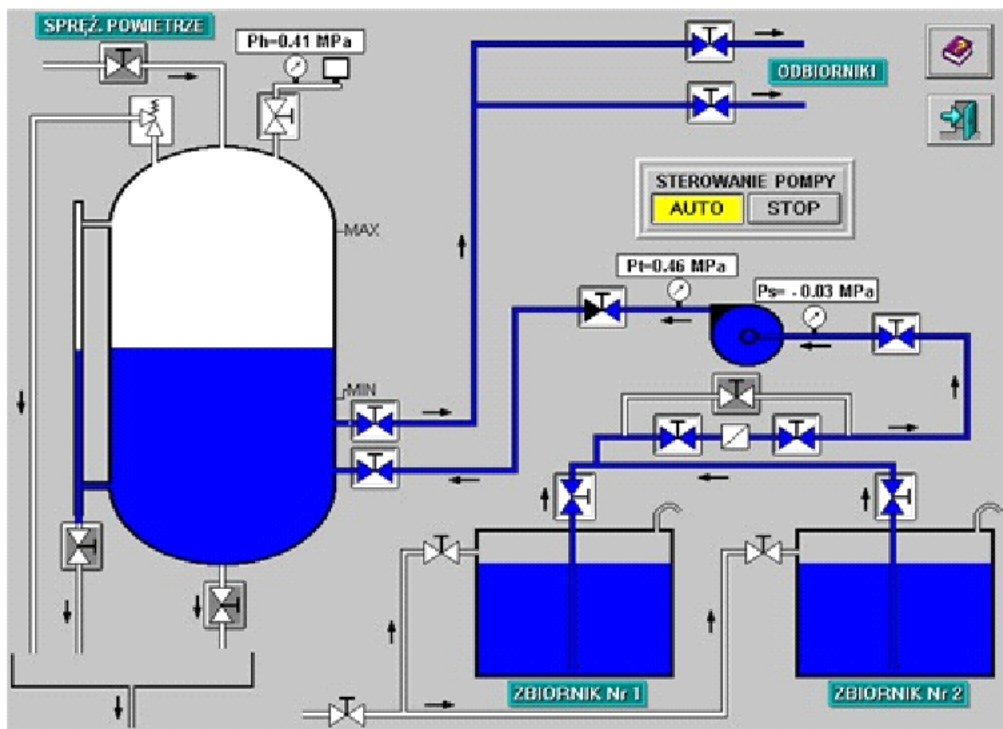 SPRĘŻ. POWIETRZE
Ph=0.41 MPa
ODBIORNIKI
STEROWANIE POMPY
AUTO STOP
MAX
Pt=0.46 MPa
Ps= - 0.03 MPa
MIN
ZBIORNIK Nr 1
ZBIORNIK Nr 2